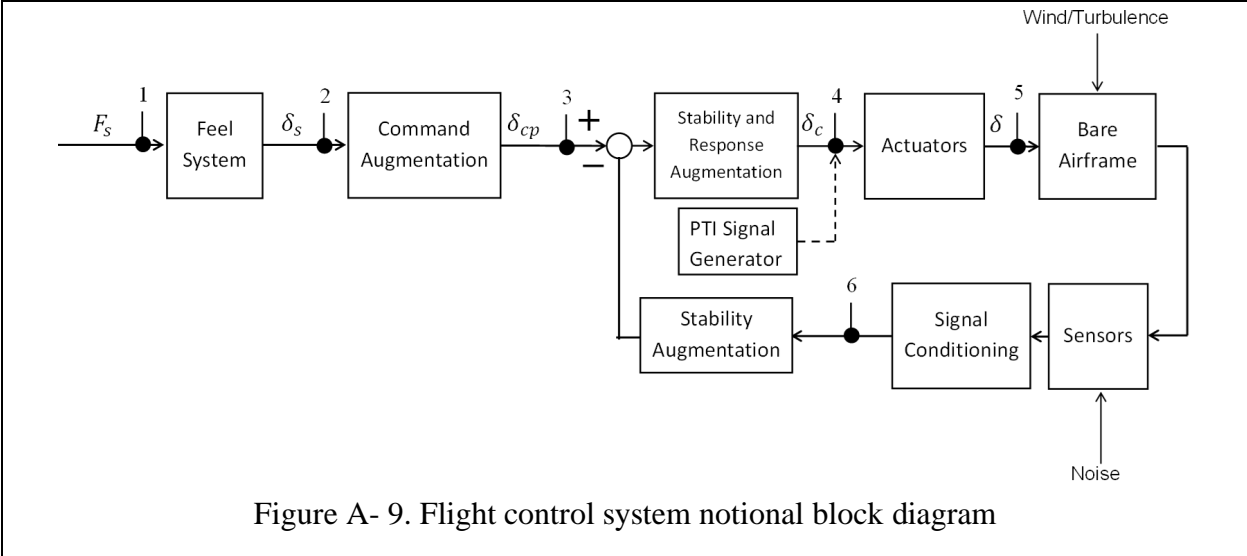 Wind/Turbulence
1
2
3
4
5
F_s
Feel
System
δ_s
Command
Augmentation
δ_cp
+
−
Stability and
Response
Augmentation
δ_c
Actuators
δ
Bare
Airframe
PTI Signal
Generator
6
Stability
Augmentation
Signal
Conditioning
Sensors
Noise
Figure A- 9. Flight control system notional block diagram